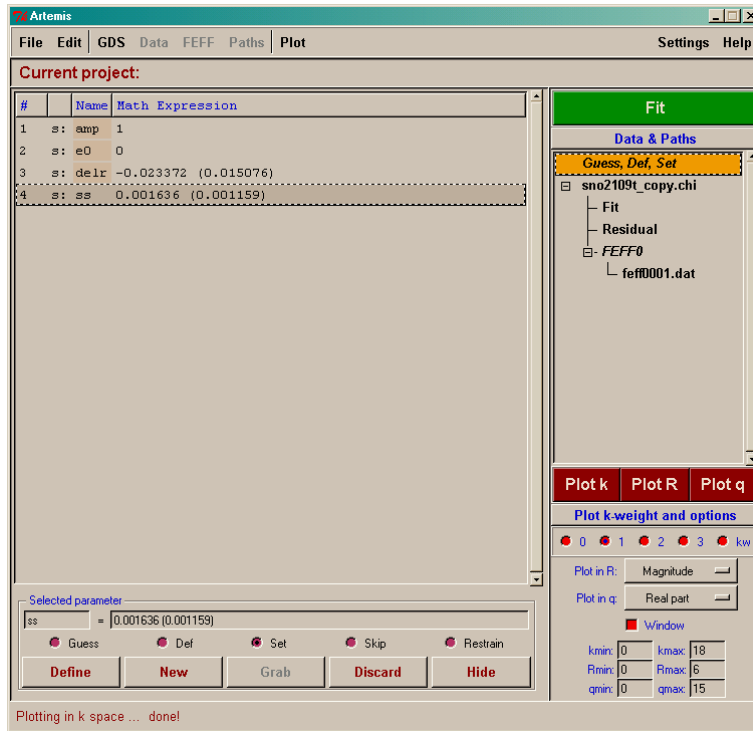 Artemis
File Edit GDS Data FEFF Paths Plot Settings Help
Current project:
# Name Math Expression
1 s: amp 1
2 s: e0 0
3 s: delr -0.023372 (0.015076)
4 s: ss 0.001636 (0.001159)
Selected parameter
ss = 0.001636 (0.001159)
Guess Def Set Skip Restrain
Define New Grab Discard Hide
Fit
Data & Paths
Guess, Def, Set
sno2109t_copy.chi
Fit
Residual
FEFF0
feff0001.dat
Plot k Plot R Plot q
Plot k-weight and options
0 1 2 3 kw
Plot in R: Magnitude
Plot in q: Real part
Window
kmin: 0 kmax: 18
Rmin: 0 Rmax: 6
qmin: 0 qmax: 15
Plotting in k space ... done!